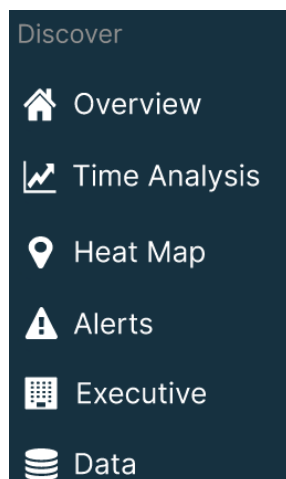 Discover
Overview
Time Analysis
Heat Map
Alerts
Executive
Data